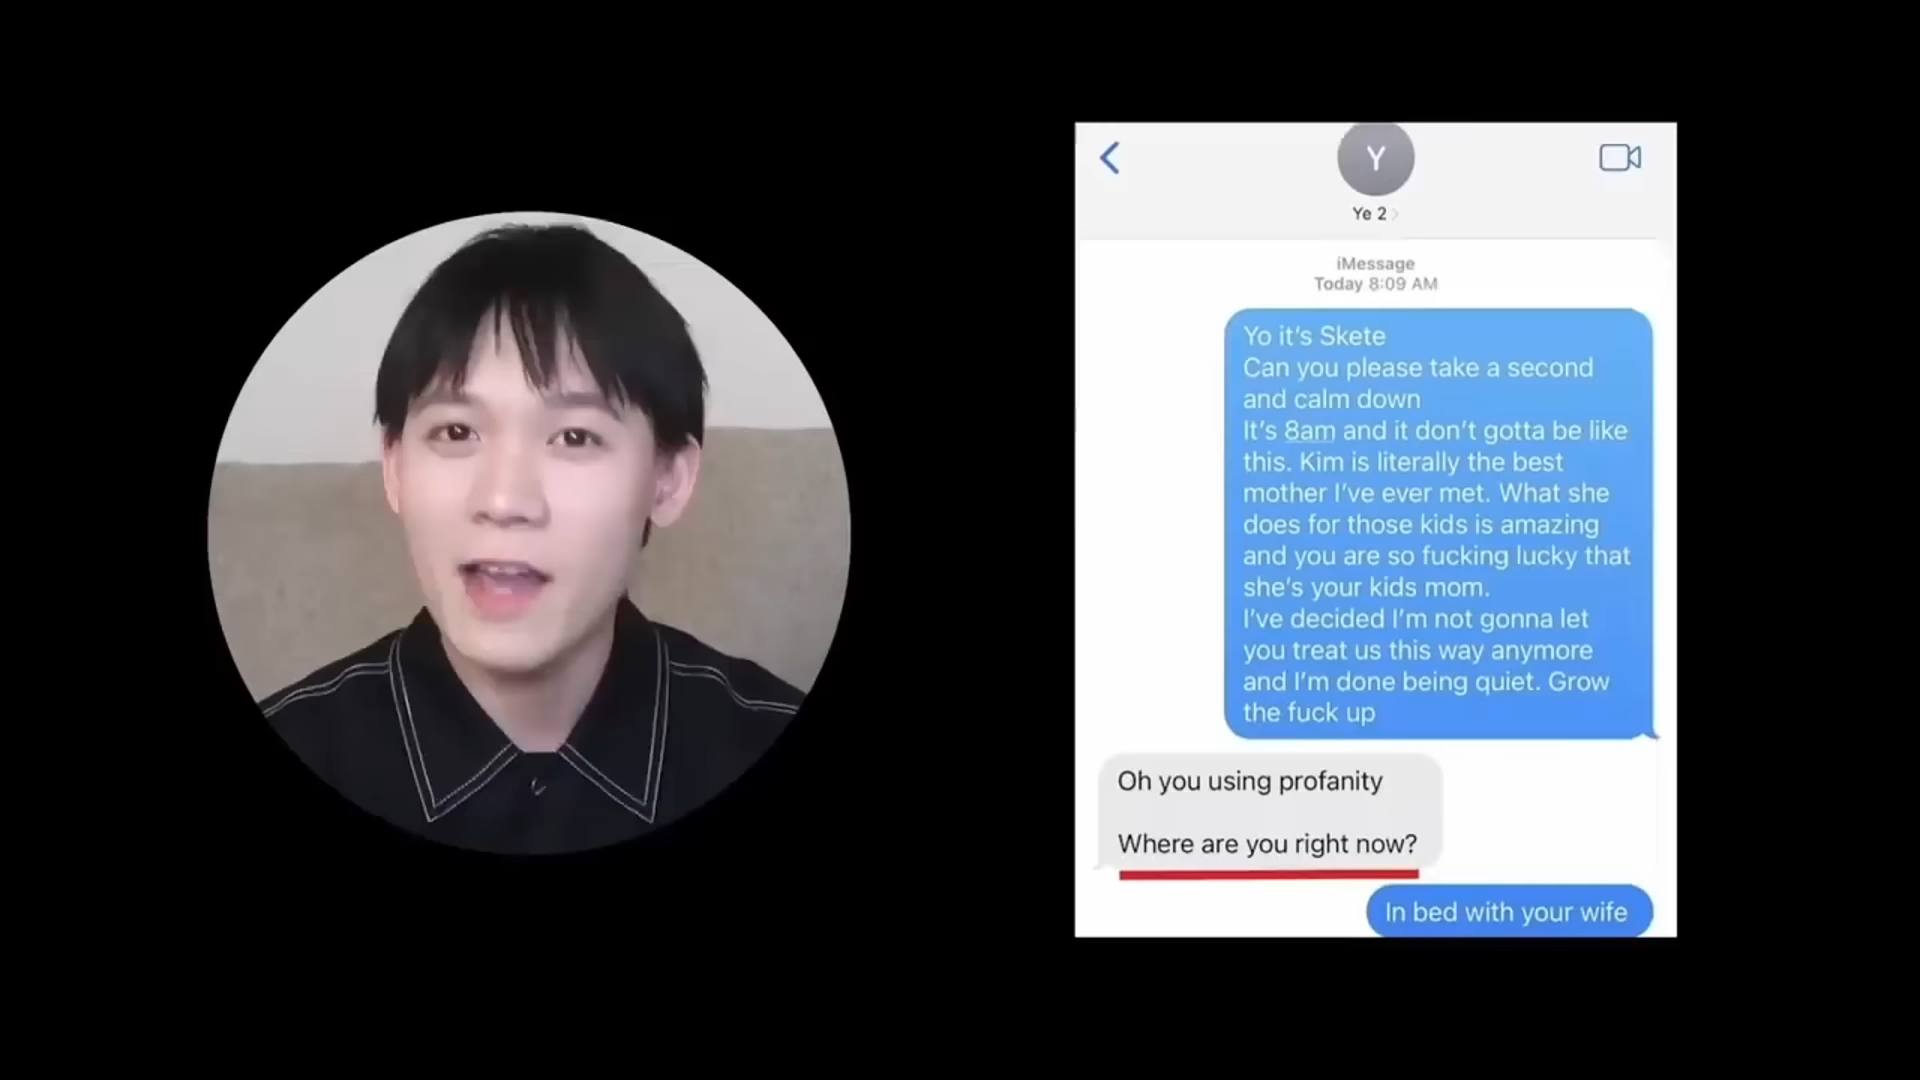 Y
Ye 2
iMessage
Today 8:09 AM
Yo it's Skete
Can you please take a second
and calm down
It's 8am and it don't gotta be like
this. Kim is literally the best
mother I've ever met. What she
does for those kids is amazing
and you are so fucking lucky that
she's your kids mom.
I've decided I'm not gonna let
you treat us this way anymore
and I'm done being quiet. Grow
the fuck up
Oh you using profanity
Where are you right now?
In bed with your wife